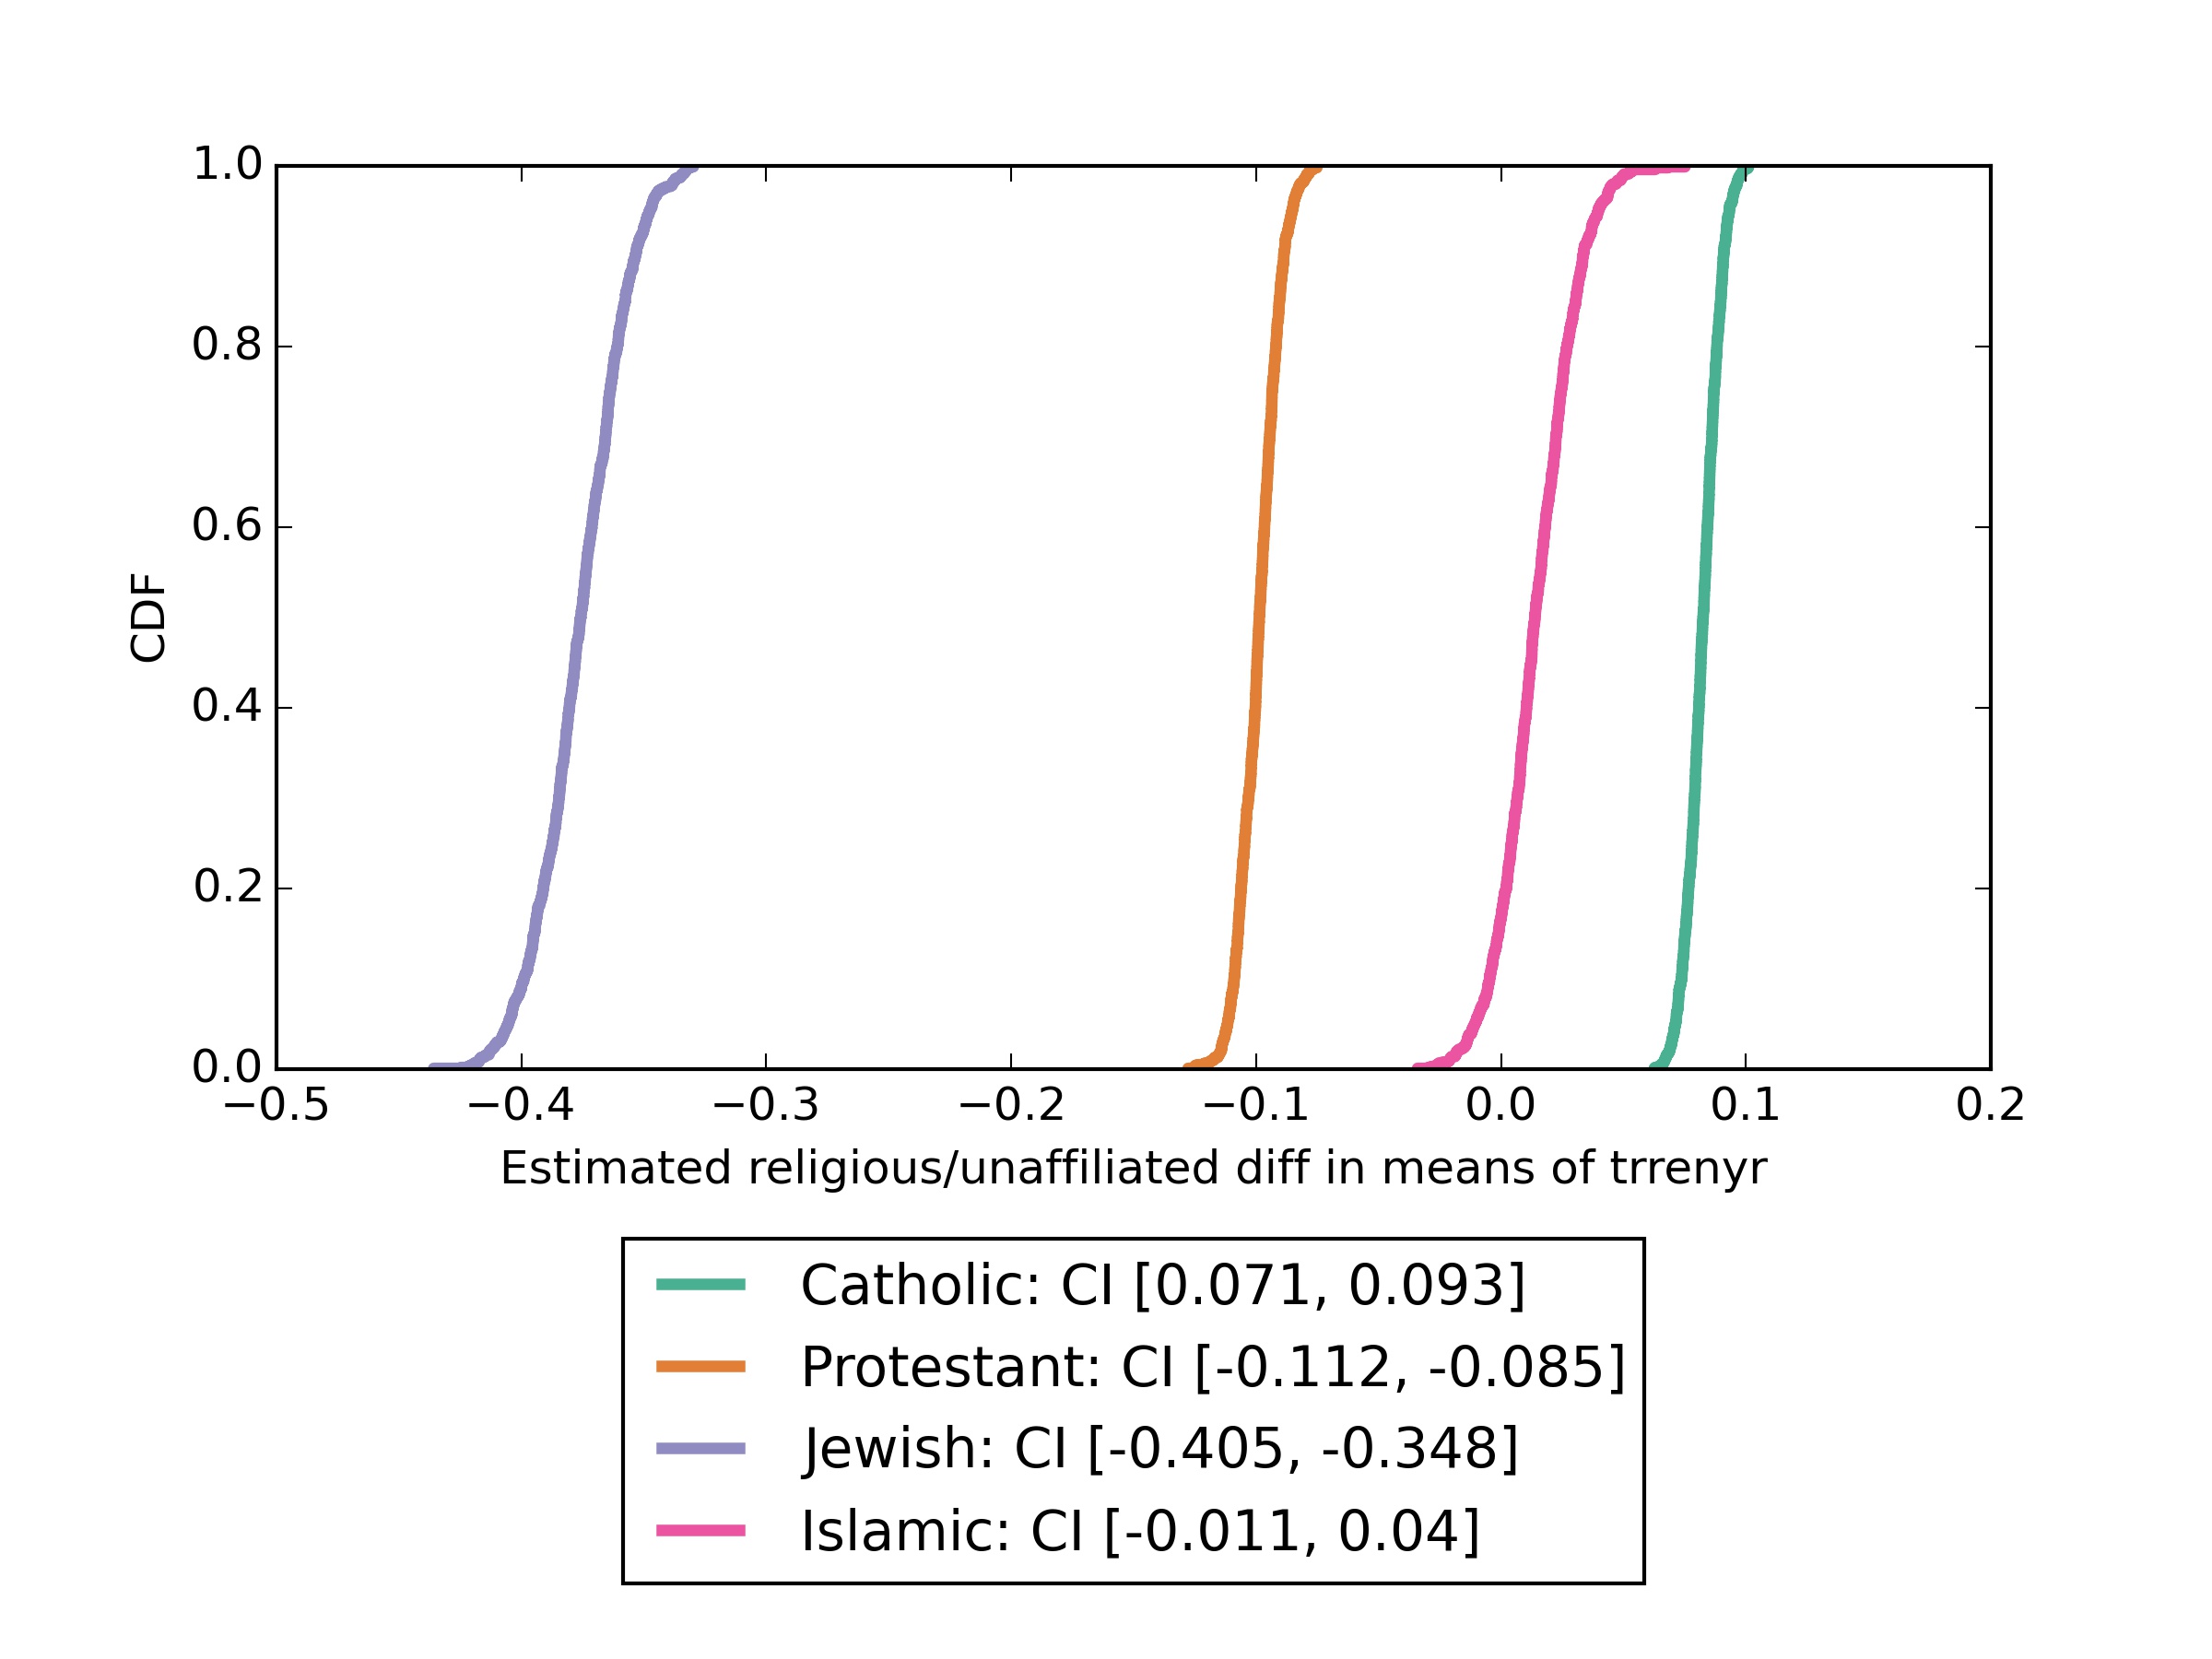 1.0
0.8
0.6
0.4
0.2
0.0
CDF
−0.5 −0.4 −0.3 −0.2 −0.1 0.0 0.1 0.2
Estimated religious/unaffiliated diff in means of trrenyr
Catholic: CI [0.071, 0.093]
Protestant: CI [-0.112, -0.085]
Jewish: CI [-0.405, -0.348]
Islamic: CI [-0.011, 0.04]